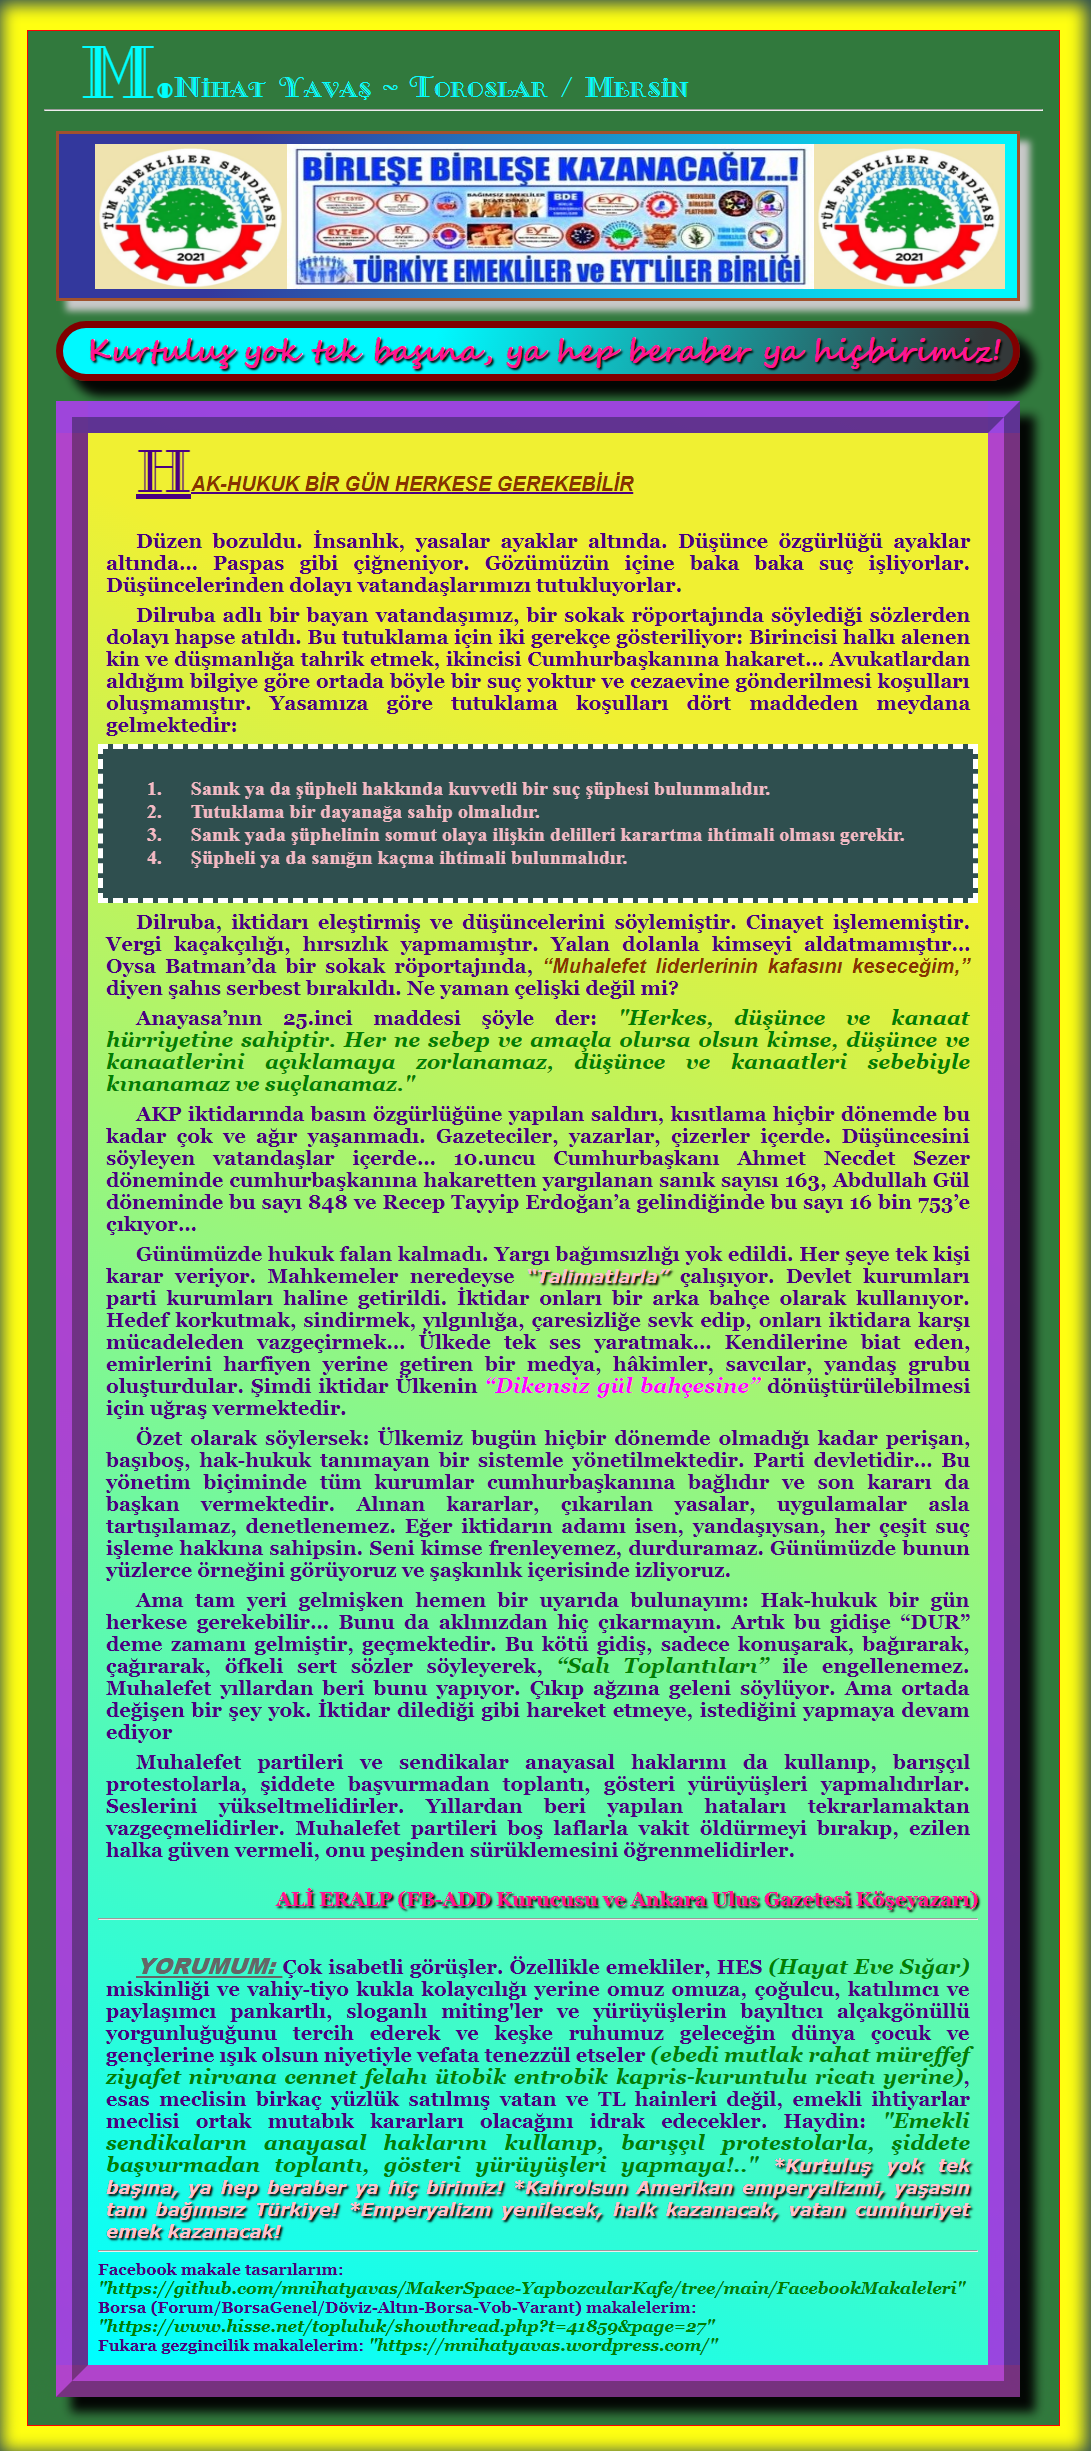 MoNihat Yavaş ~ Toroslar / Mersin
TÜM EMEKLİLER SENDİKASI
2021
BİRLEŞE BİRLEŞE KAZANACAĞIZ...!
EYT - ESYD
EYT
BAĞIMSIZ EMEKLİLER PLATFORMU
BDE
EYT
EMEKLİLER BİRLEŞİK PLATFORMU
EYT-EF
EYT
EYT
TÜRKİYE EMEKLİLER ve EYT'LİLER BİRLİĞİ
TÜM EMEKLİLER SENDİKASI
2021
Kurtuluş yok tek başına, ya hep beraber ya hiçbirimiz!
HAK-HUKUK BİR GÜN HERKESE GEREKEBİLİR
Düzen bozuldu. İnsanlık, yasalar ayaklar altında. Düşünce özgürlüğü ayaklar
altında... Paspas gibi çiğneniyor. Gözümüzün içine baka baka suç işliyorlar.
Düşüncelerinden dolayı vatandaşlarımızı tutukluyorlar.
Dilruba adlı bir bayan vatandaşımız, bir sokak röportajında söylediği sözlerden
dolayı hapse atıldı. Bu tutuklama için iki gerekçe gösteriliyor: Birincisi halkı alenen
kin ve düşmanlığa tahrik etmek, ikincisi Cumhurbaşkanına hakaret... Avukatlardan
aldığım bilgiye göre ortada böyle bir suç yoktur ve cezaevine gönderilmesi koşulları
oluşmamıştır. Yasamıza göre tutuklama koşulları dört maddeden meydana
gelmektedir:
1. Sanık ya da şüpheli hakkında kuvvetli bir suç şüphesi bulunmalıdır.
2. Tutuklama bir dayanağa sahip olmalıdır.
3. Sanık yada şüphelinin somut olaya ilişkin delilleri karartma ihtimali olması gerekir.
4. Şüpheli ya da sanığın kaçma ihtimali bulunmalıdır.
Dilruba, iktidarı eleştirmiş ve düşüncelerini söylemiştir. Cinayet işlememiştir.
Vergi kaçakçılığı, hırsızlık yapmamıştır. Yalan dolanla kimseyi aldatmamıştır...
Oysa Batman’da bir sokak röportajında, “Muhalefet liderlerinin kafasını keseceğim,”
diyen şahıs serbest bırakıldı. Ne yaman çelişki değil mi?
Anayasa’nın 25.inci maddesi şöyle der: "Herkes, düşünce ve kanaat
hürriyetine sahiptir. Her ne sebep ve amaçla olursa olsun kimse, düşünce ve
kanaatlerini açıklamaya zorlanamaz, düşünce ve kanaatleri sebebiyle
kınanamaz ve suçlanamaz."
AKP iktidarında basın özgürlüğüne yapılan saldırı, kısıtlama hiçbir dönemde bu
kadar çok ve ağır yaşanmadı. Gazeteciler, yazarlar, çizerler içerde. Düşüncesini
söyleyen vatandaşlar içerde... 10.uncu Cumhurbaşkanı Ahmet Necdet Sezer
döneminde cumhurbaşkanına hakaretten yargılanan sanık sayısı 163, Abdullah Gül
döneminde bu sayı 848 ve Recep Tayyip Erdoğan’a gelindiğinde bu sayı 16 bin 753’e
çıkıyor...
Günümüzde hukuk falan kalmadı. Yargı bağımsızlığı yok edildi. Her şeye tek kişi
karar veriyor. Mahkemeler neredeyse “Talimatlarla” çalışıyor. Devlet kurumları
parti kurumları haline getirildi. İktidar onları bir arka bahçe olarak kullanıyor.
Hedef korkutmak, sindirmek, yılgınlığa, çaresizliğe sevk edip, onları iktidara karşı
mücadeleden vazgeçirmek... Ülkede tek ses yaratmak... Kendilerine biat eden,
emirlerini harfiyen yerine getiren bir medya, hâkimler, savcılar, yandaş grubu
oluşturdular. Şimdi iktidar Ülkenin “Dikensiz gül bahçesine” dönüştürülebilmesi
için uğraş vermektedir.
Özet olarak söylersek: Ülkemiz bugün hiçbir dönemde olmadığı kadar perişan,
başıboş, hak-hukuk tanımayan bir sistemle yönetilmektedir. Parti devletidir... Bu
yönetim biçiminde tüm kurumlar cumhurbaşkanına bağlıdır ve son kararı da
başkan vermektedir. Alınan kararlar, çıkarılan yasalar, uygulamalar asla
tartışılamaz, denetlenemez. Eğer iktidarın adamı isen, yandaşıysan, her çeşit suç
işleme hakkına sahipsin. Seni kimse frenleyemez, durduramaz. Günümüzde bunun
yüzlerce örneğini görüyoruz ve şaşkınlık içerisinde izliyoruz.
Ama tam yeri gelmişken hemen bir uyarıda bulunayım: Hak-hukuk bir gün
herkese gerekebilir... Bunu da aklınızdan hiç çıkarmayın. Artık bu gidişe “DUR”
deme zamanı gelmiştir, geçmektedir. Bu kötü gidiş, sadece konuşarak, bağırarak,
çağırarak, öfkeli sert sözler söyleyerek, “Salı Toplantıları” ile engellenemez.
Muhalefet yıllardan beri bunu yapıyor. Çıkıp ağzına geleni söylüyor. Ama ortada
değişen bir şey yok. İktidar dilediği gibi hareket etmeye, istediğini yapmaya devam
ediyor
Muhalefet partileri ve sendikalar anayasal haklarını da kullanıp, barışçıl
protestolarla, şiddete başvurmadan toplantı, gösteri yürüyüşleri yapmalıdırlar.
Seslerini yükseltmelidirler. Yıllardan beri yapılan hataları tekrarlamaktan
vazgeçmelidirler. Muhalefet partileri boş laflarla vakit öldürmeyi bırakıp, ezilen
halka güven vermeli, onu peşinden sürüklemesini öğrenmelidirler.
ALİ ERALP (FB-ADD Kurucusu ve Ankara Ulus Gazetesi Köşeyazarı)
YORUMUM: Çok isabetli görüşler. Özellikle emekliler, HES (Hayat Eve Sığar)
miskinliği ve vahiy-tiyo kukla kolaycılığı yerine omuz omuza, çoğulcu, katılımcı ve
paylaşımcı pankartlı, sloganlı miting'ler ve yürüyüşlerin bayıltıcı alçakgönüllü
yorgunluğuğunu tercih ederek ve keşke ruhumuz geleceğin dünya çocuk ve
gençlerine ışık olsun niyetiyle vefata tenezzül etseler (ebedi mutlak rahat müreffef
ziyafet nirvana cennet felahı ütobik entrobik kapris-kuruntulu ricatı yerine),
esas meclisin birkaç yüzlük satılmış vatan ve TL hainleri değil, emekli ihtiyarlar
meclisi ortak mutabık kararları olacağını idrak edecekler. Haydin: "Emekli
sendikaların anayasal haklarını kullanıp, barışçıl protestolarla, şiddete
başvurmadan toplantı, gösteri yürüyüşleri yapmaya!.." *Kurtuluş yok tek
başına, ya hep beraber ya hiç birimiz! *Kahrolsun Amerikan emperyalizmi, yaşasın
tam bağımsız Türkiye! *Emperyalizm yenilecek, halk kazanacak, vatan cumhuriyet
emek kazanacak!
Facebook makale tasarılarım:
"https://github.com/mnihatyavas/MakerSpace-YapbozcularKafe/tree/main/FacebookMakaleleri"
Borsa (Forum/BorsaGenel/Döviz-Altın-Borsa-Vob-Varant) makalelerim:
"https://www.hisse.net/topluluk/showthread.php?t=41859&page=27"
Fukara gezgincilik makalelerim: "https://mnihatyavas.wordpress.com/"